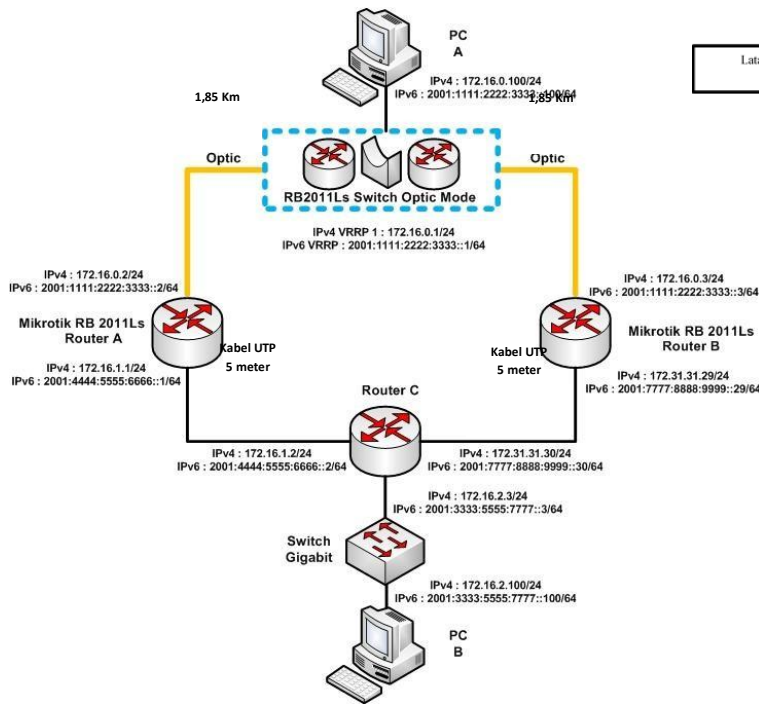 PC
A
IPv4 : 172.16.0.100/24
IPv6 : 2001:1111:2222:3333::100/64
1,85 Km
1,85 Km
Optic
Optic
RB2011Ls Switch Optic Mode
IPv4 VRRP 1 : 172.16.0.1/24
IPv6 VRRP : 2001:1111:2222:3333::1/64
IPv4 : 172.16.0.2/24
IPv6 : 2001:1111:2222:3333::2/64
IPv4 : 172.16.0.3/24
IPv6 : 2001:1111:2222:3333::3/64
Mikrotik RB 2011Ls
Router A
Kabel UTP
5 meter
Kabel UTP
5 meter
Mikrotik RB 2011Ls
Router B
IPv4 : 172.16.1.1/24
IPv6 : 2001:4444:5555:6666::1/64
IPv4 : 172.31.31.29/24
IPv6 : 2001:7777:8888:9999::29/64
Router C
IPv4 : 172.16.1.2/24
IPv6 : 2001:4444:5555:6666::2/64
IPv4 : 172.31.31.30/24
IPv6 : 2001:7777:8888:9999::30/64
IPv4 : 172.16.2.3/24
IPv6 : 2001:3333:5555:7777::3/64
Switch
Gigabit
IPv4 : 172.16.2.100/24
IPv6 : 2001:3333:5555:7777::100/64
PC
B